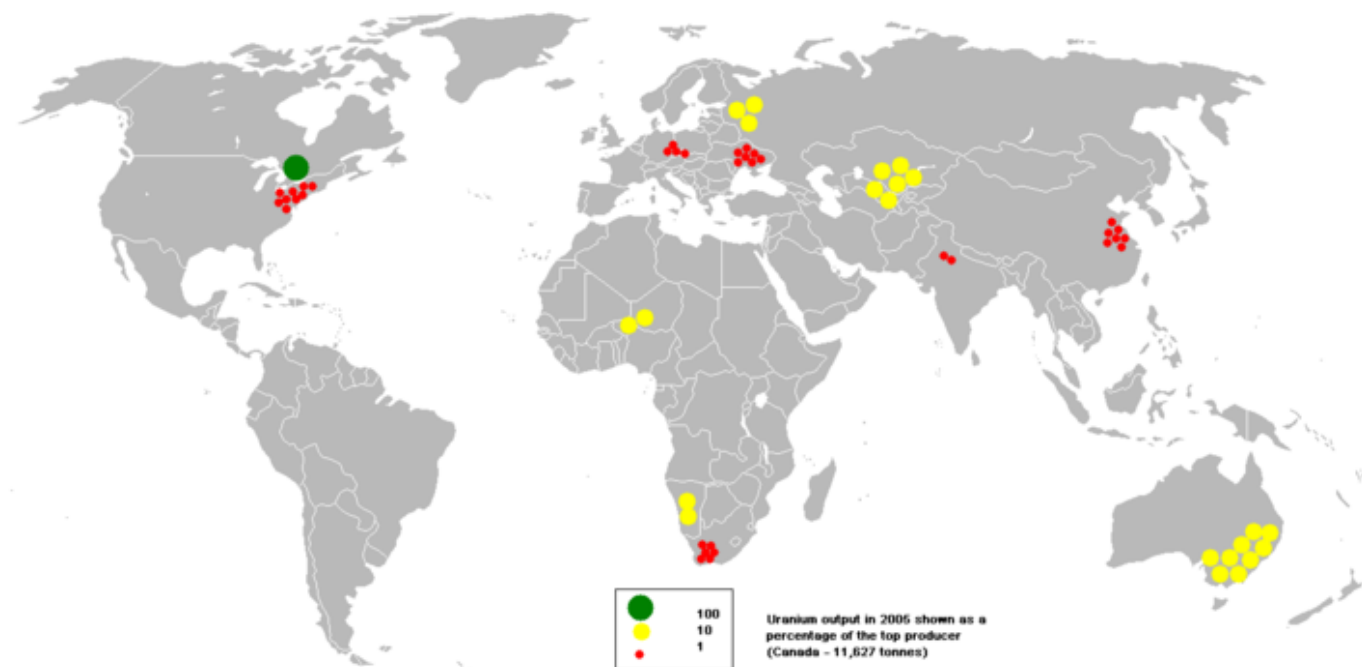 100
10
1
Uranium output in 2005 shown as a
percentage of the top producer
(Canada - 11,627 tonnes)